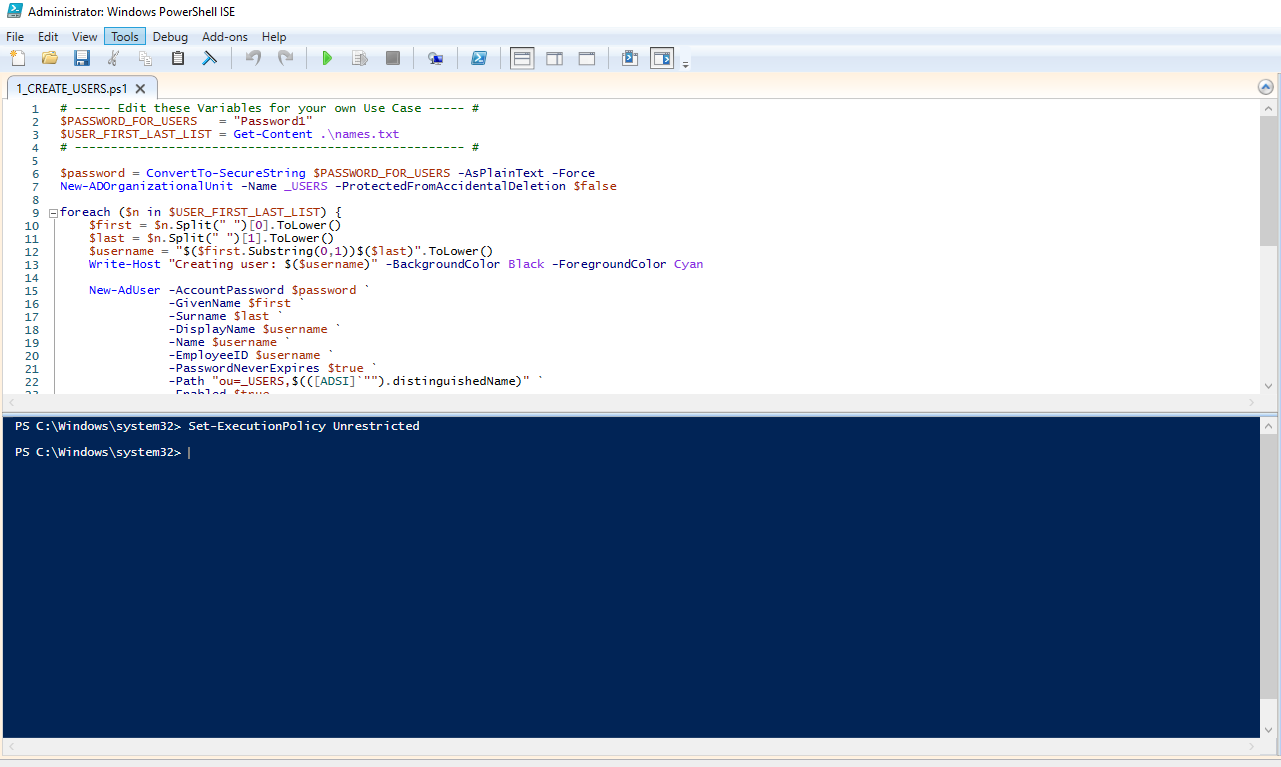 Administrator: Windows PowerShell ISE
File Edit View Tools Debug Add-ons Help
1_CREATE_USERS.ps1
1 # ----- Edit these Variables for your own Use Case ----- #
2 $PASSWORD_FOR_USERS   = "Password1"
3 $USER_FIRST_LAST_LIST = Get-Content .\names.txt
4 # ------------------------------------------------------ #
5
6 $password = ConvertTo-SecureString $PASSWORD_FOR_USERS -AsPlainText -Force
7 New-ADOrganizationalUnit -Name _USERS -ProtectedFromAccidentalDeletion $false
8
9 foreach ($n in $USER_FIRST_LAST_LIST) {
10     $first = $n.Split(" ")[0].ToLower()
11     $last = $n.Split(" ")[1].ToLower()
12     $username = "$($first.Substring(0,1))$($last)".ToLower()
13     Write-Host "Creating user: $($username)" -BackgroundColor Black -ForegroundColor Cyan
14
15     New-AdUser -AccountPassword $password `
16                -GivenName $first `
17                -Surname $last `
18                -DisplayName $username `
19                -Name $username `
20                -EmployeeID $username `
21                -PasswordNeverExpires $true `
22                -Path "ou=_USERS,$(([ADSI]`"").distinguishedName)" `
23                -Enabled $true
PS C:\Windows\system32> Set-ExecutionPolicy Unrestricted
PS C:\Windows\system32>